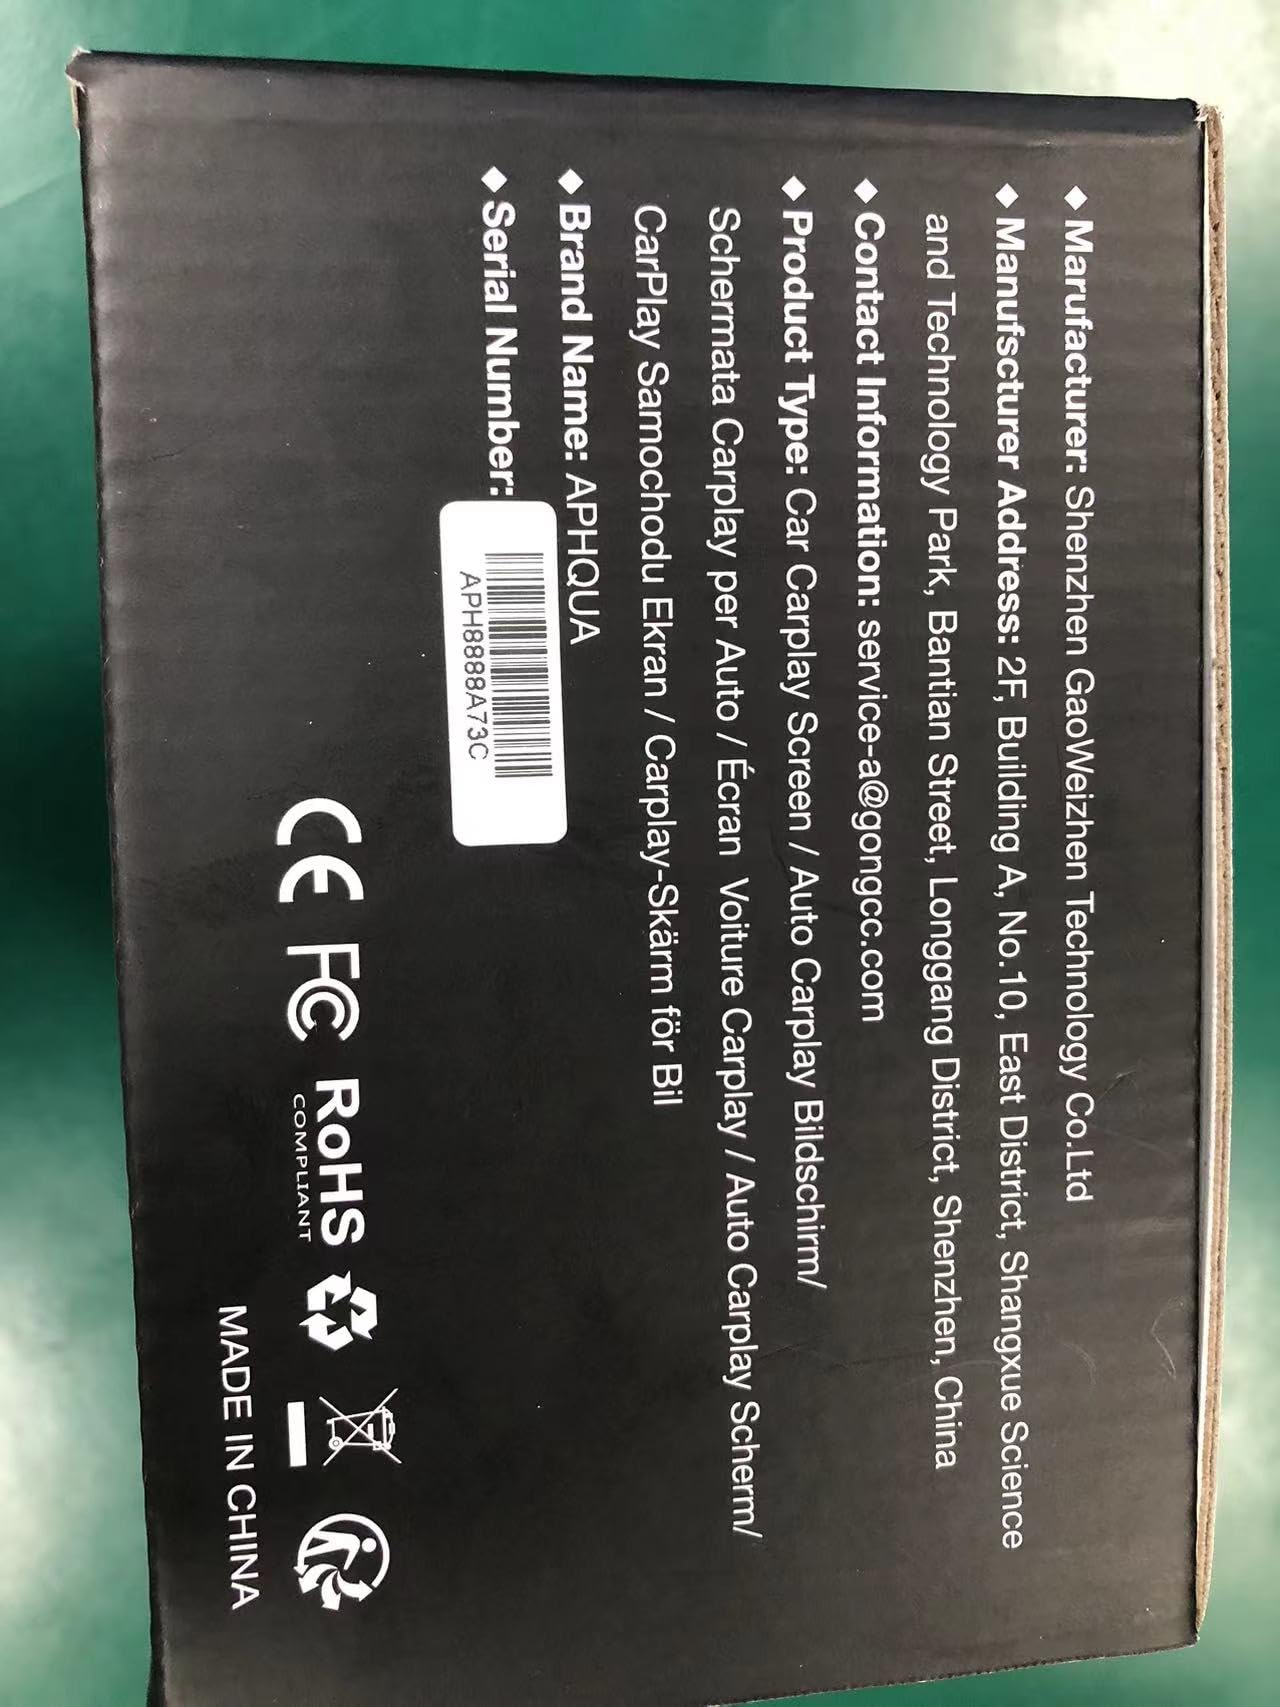 ◆ Marufacturer: Shenzhen GaoWeizhen Technology Co.Ltd
◆ Manufscturer Address: 2F, Building A, No.10, East District, Shangxue Science
and Technology Park, Bantian Street, Longgang District, Shenzhen, China
◆ Contact Information: service-a@gongcc.com
◆ Product Type: Car Carplay Screen / Auto Carplay Bildschirm/
Schermata Carplay per Auto / Écran Voiture Carplay / Auto Carplay Scherm/
CarPlay Samochodu Ekran / Carplay-Skärm för Bil
◆ Brand Name: APHQUA
◆ Serial Number:
APH8888A73C
CE FC RoHS
COMPLIANT
MADE IN CHINA